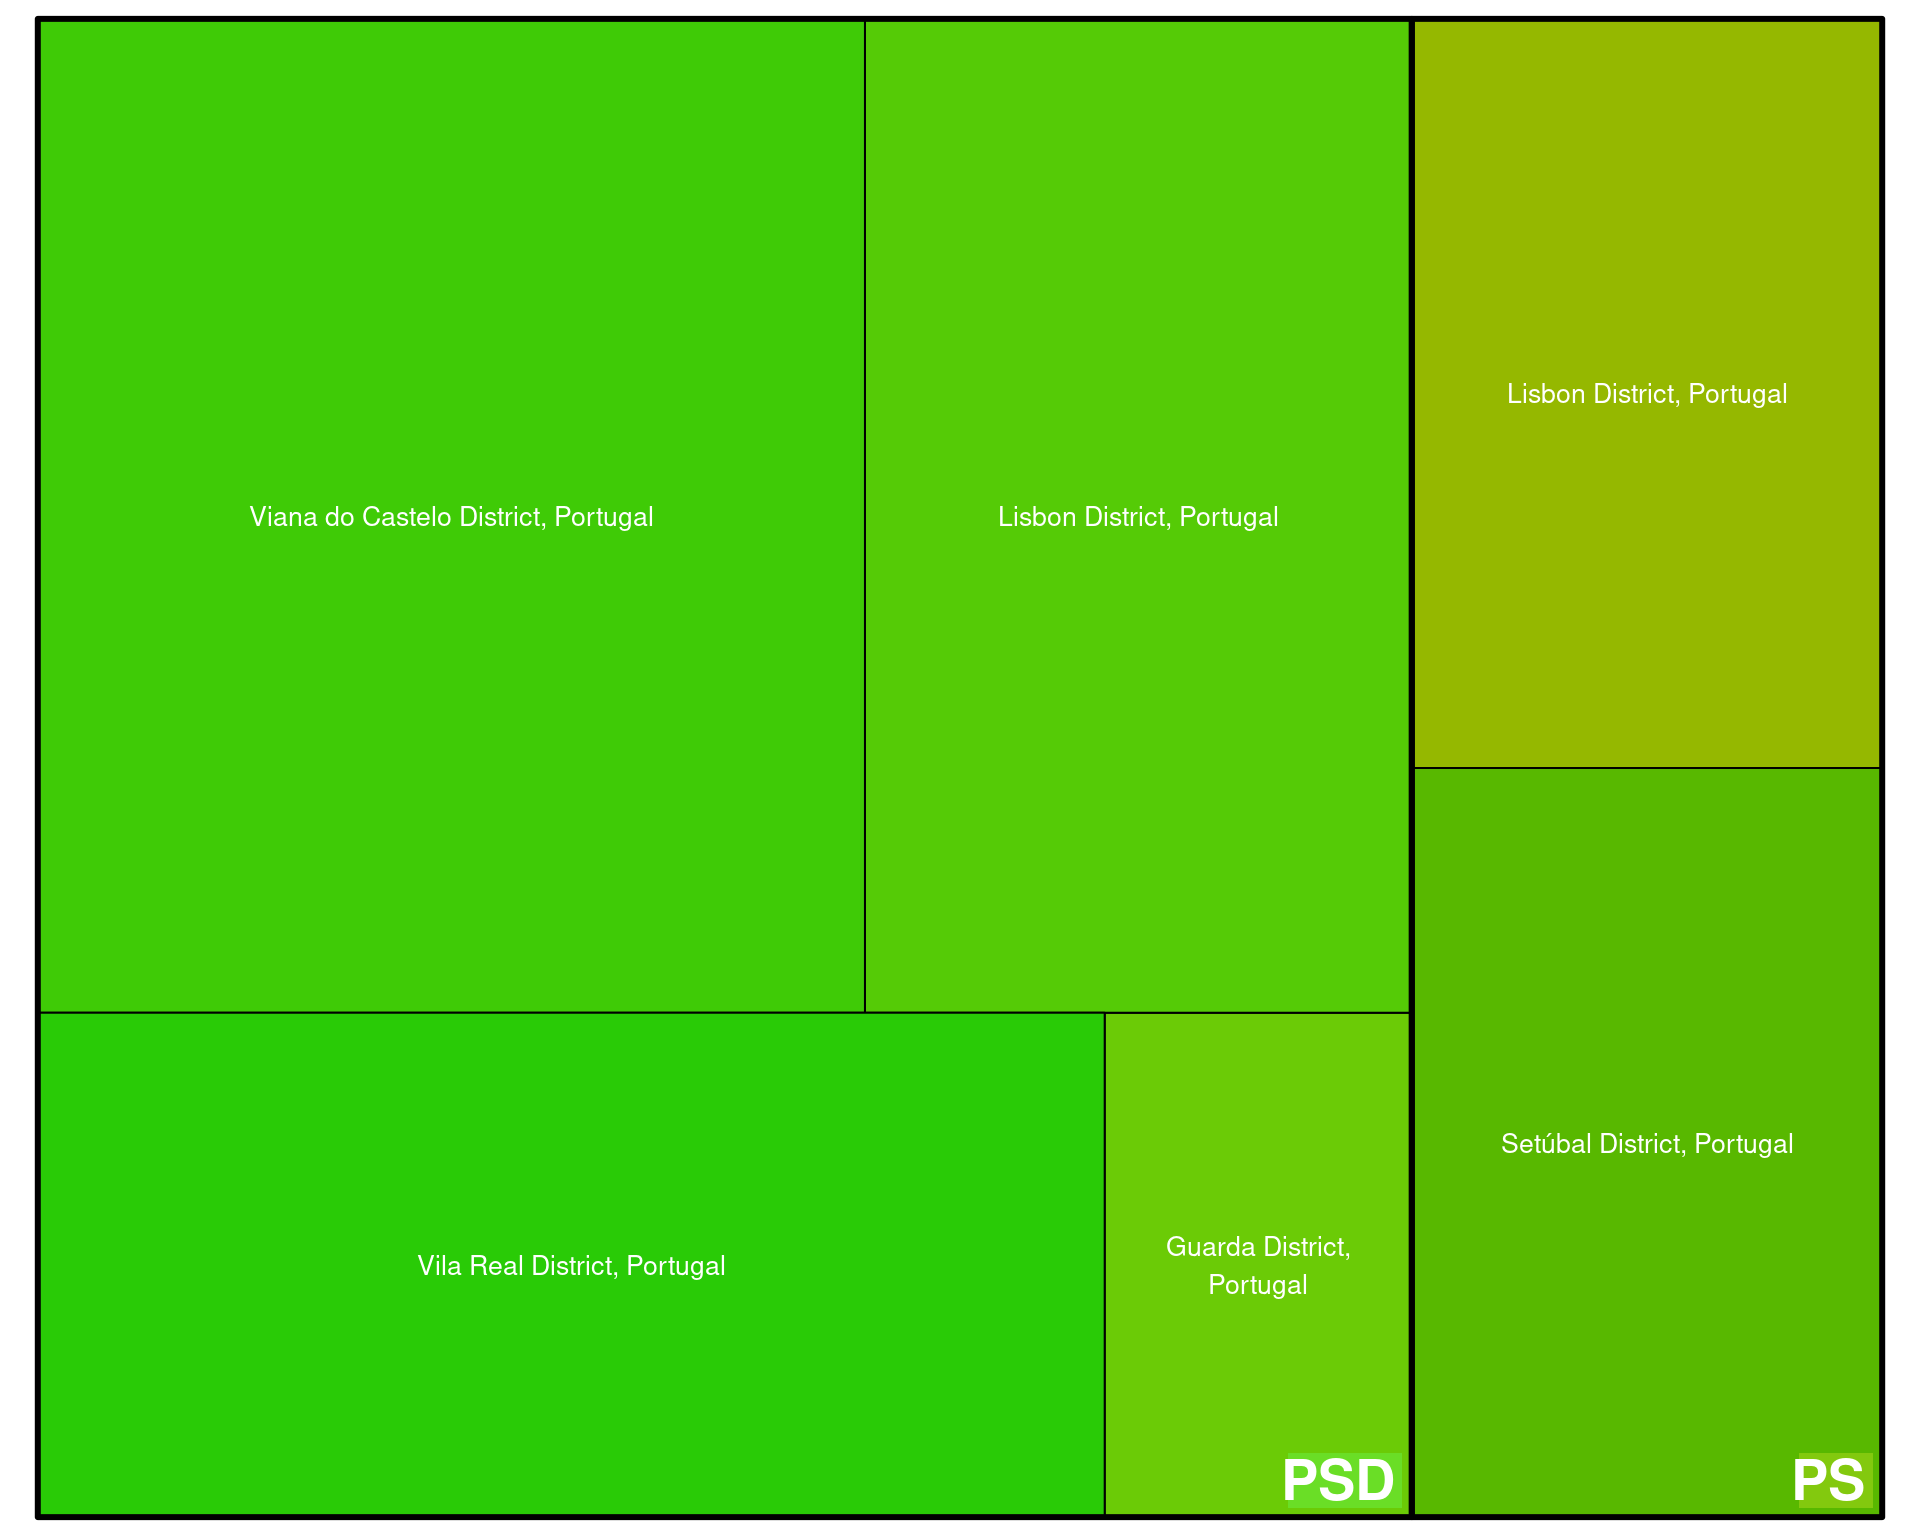 Viana do Castelo District, Portugal
Lisbon District, Portugal
Lisbon District, Portugal
Vila Real District, Portugal
Guarda District,
Portugal
Setúbal District, Portugal
PSD
PS